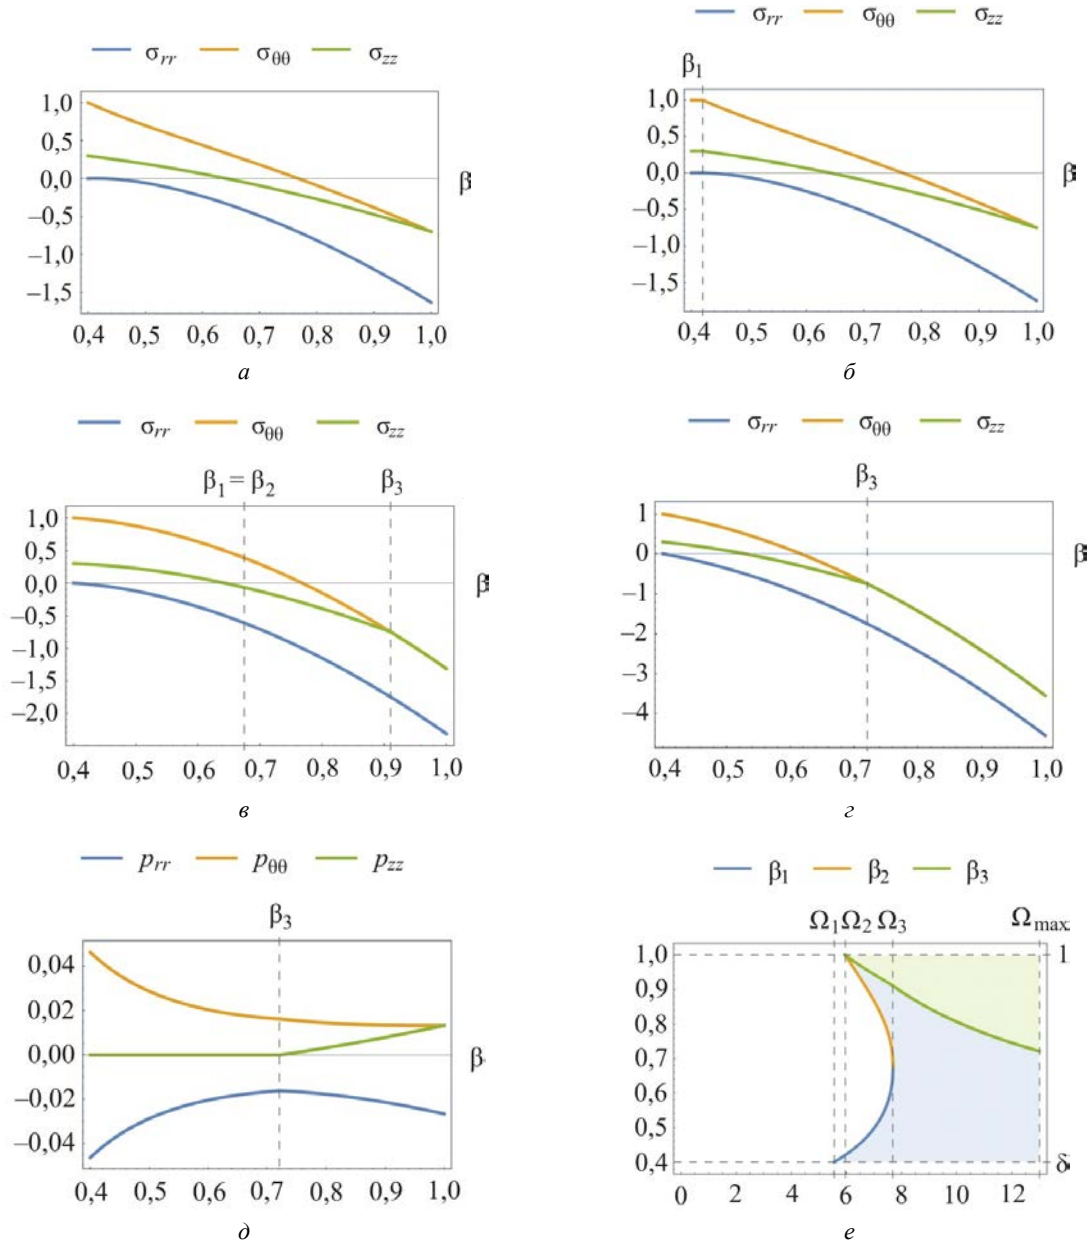 σrr σθθ σzz
1,0
0,5
0,0
−0,5
−1,0
−1,5
β
0,4 0,5 0,6 0,7 0,8 0,9 1,0
а
σrr σθθ σzz
β1
1,0
0,5
0,0
−0,5
−1,0
−1,5
β
0,4 0,5 0,6 0,7 0,8 0,9 1,0
б
σrr σθθ σzz
β1 = β2 β3
1,0
0,5
0,0
−0,5
−1,0
−1,5
−2,0
β
0,4 0,5 0,6 0,7 0,8 0,9 1,0
в
σrr σθθ σzz
β3
1
0
−1
−2
−3
−4
β
0,4 0,5 0,6 0,7 0,8 0,9 1,0
г
prr pθθ pzz
β3
0,04
0,02
0,00
−0,02
−0,04
β
0,4 0,5 0,6 0,7 0,8 0,9 1,0
д
β1 β2 β3
Ω1 Ω2 Ω3 Ωmax
1,0 1
0,9
0,8
0,7
0,6
0,5
0,4 δ
0 2 4 6 8 10 12
е